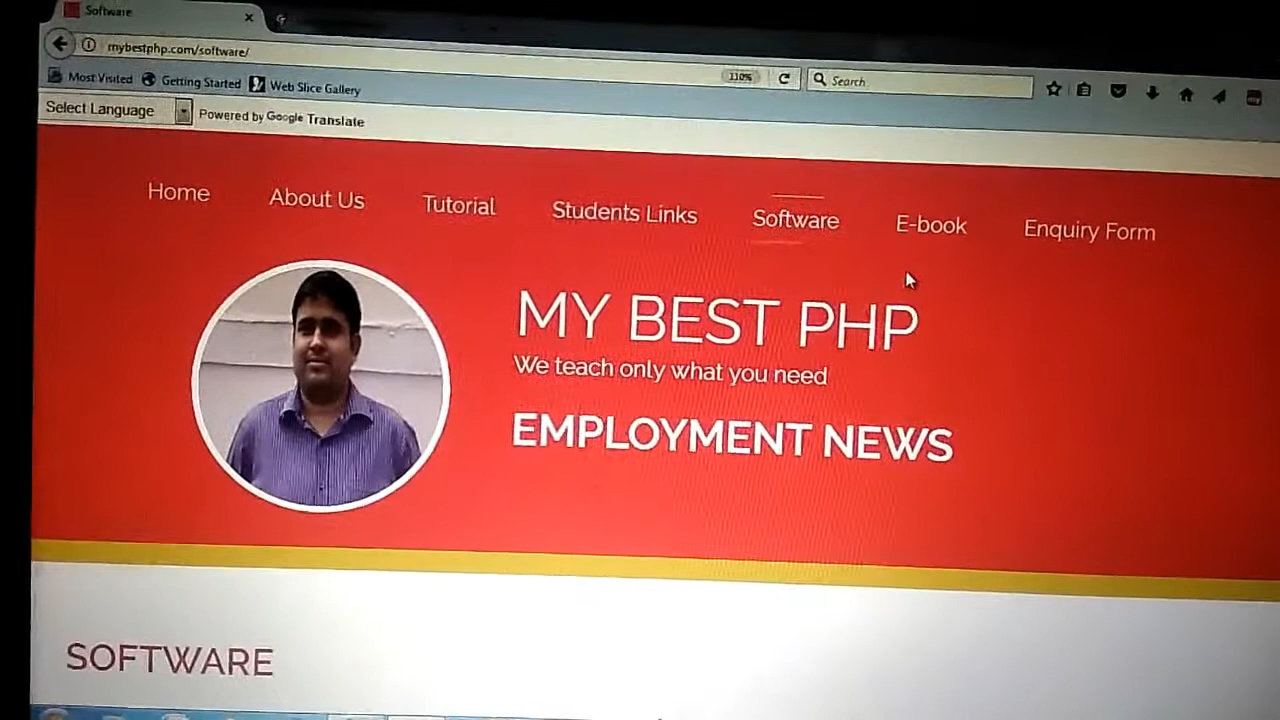 Software
mybestphp.com/software/
110%
Search
Most Visited
Getting Started
Web Slice Gallery
Select Language
Powered by Google Translate
Home
About Us
Tutorial
Students Links
Software
E-book
Enquiry Form
MY BEST PHP
We teach only what you need
EMPLOYMENT NEWS
SOFTWARE